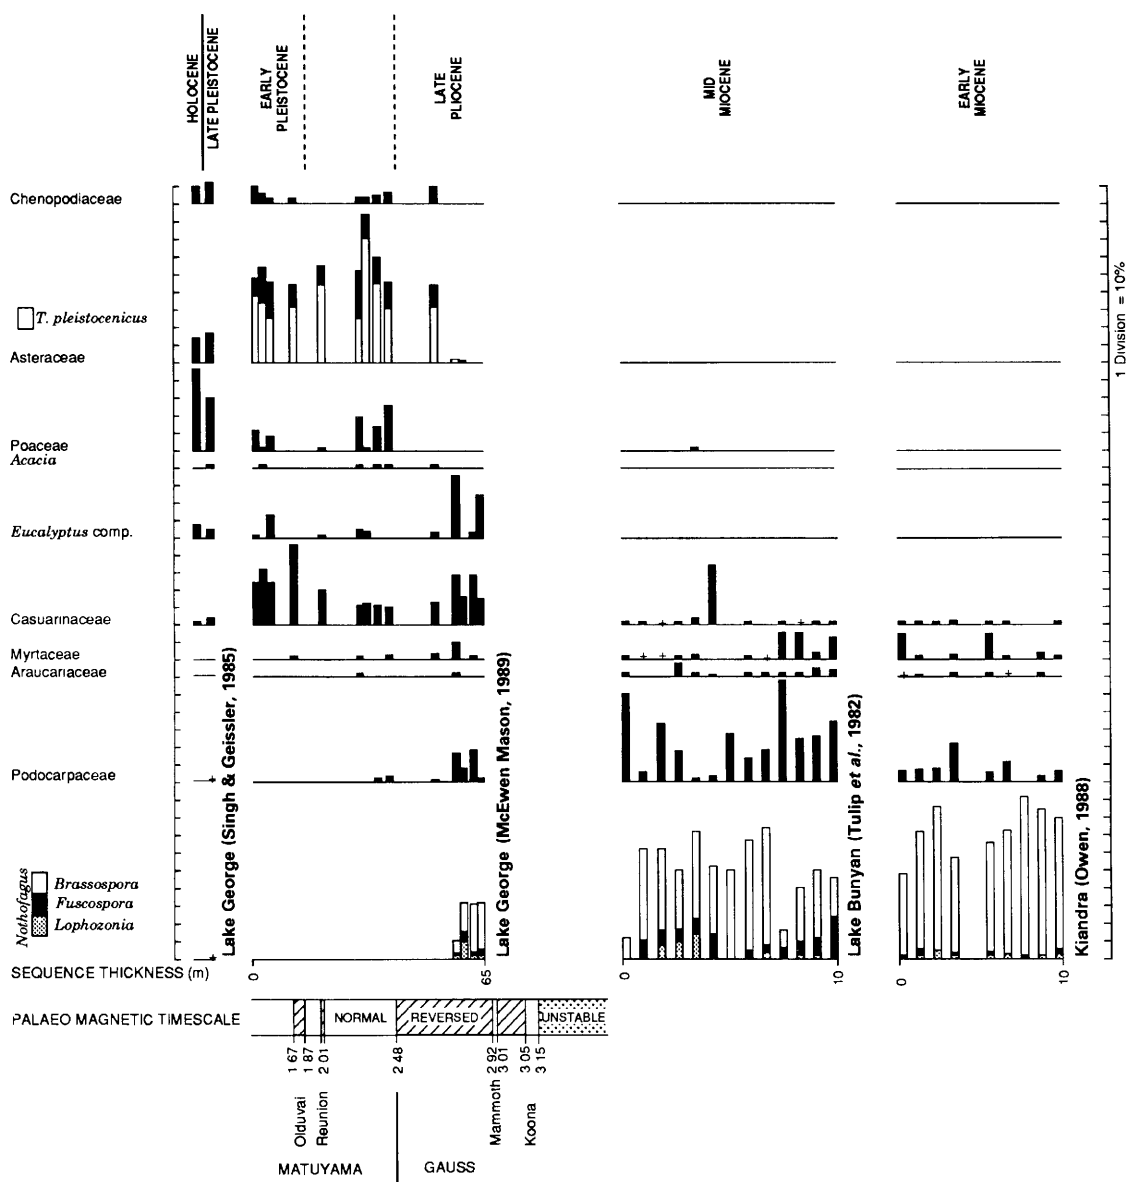 HOLOCENE
LATE PLEISTOCENE
EARLY
PLEISTOCENE
LATE
PLIOCENE
MID
MIOCENE
EARLY
MIOCENE
Chenopodiaceae
T. pleistocenicus
Asteraceae
Poaceae
Acacia
Eucalyptus comp.
Casuarinaceae
Myrtaceae
Araucariaceae
Podocarpaceae
Nothofagus
Brassospora
Fuscospora
Lophozonia
Lake George (Singh & Geissler, 1985)
Lake George (McEwen Mason, 1989)
Lake Bunyan (Tulip et al., 1982)
Kiandra (Owen, 1988)
1 Division = 10%
SEQUENCE THICKNESS (m)
0
65
0
10
0
10
PALAEO MAGNETIC TIMESCALE
NORMAL
REVERSED
UNSTABLE
1 67
1 87
2 01
2 48
2 92
3 01
3 05
3 15
Olduvai
Reunion
Mammoth
Koona
MATUYAMA
GAUSS